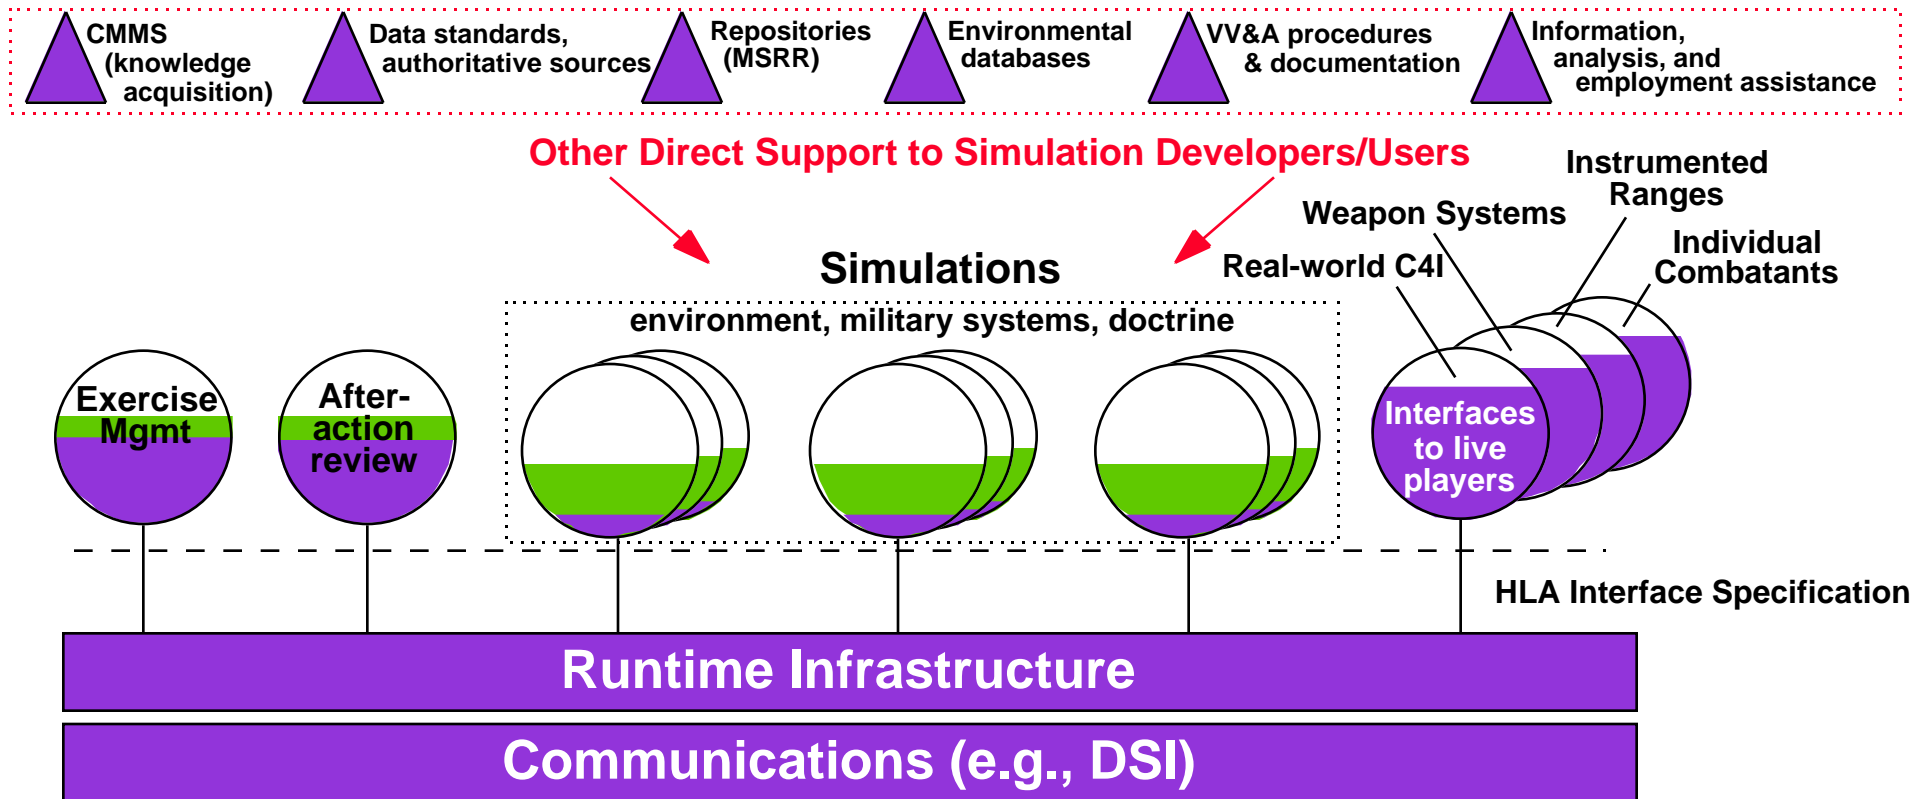 CMMS
(knowledge
acquisition)
Data standards,
authoritative sources
Repositories
(MSRR)
Environmental
databases
VV&A procedures
& documentation
Information,
analysis, and
employment assistance
Other Direct Support to Simulation Developers/Users
Instrumented
Ranges
Weapon Systems
Individual
Combatants
Real-world C4I
Simulations
environment, military systems, doctrine
Exercise
Mgmt
After-
action
review
Interfaces
to live
players
HLA Interface Specification
Runtime Infrastructure
Communications (e.g., DSI)